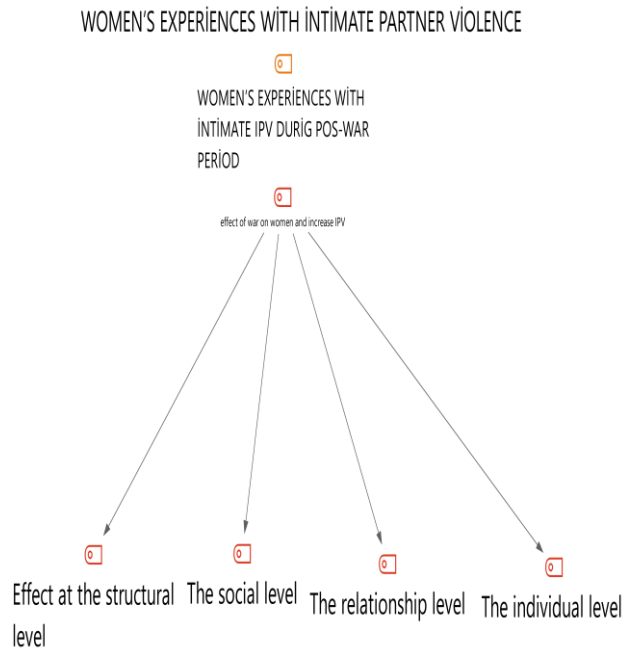 WOMEN'S EXPERİENCES WİTH İNTİMATE PARTNER VİOLENCE
WOMEN'S EXPERİENCES WİTH
İNTİMATE IPV DURİG POS-WAR
PERİOD
effect of war on women and increase IPV
Effect at the structural
level
The social level
The relationship level
The individual level